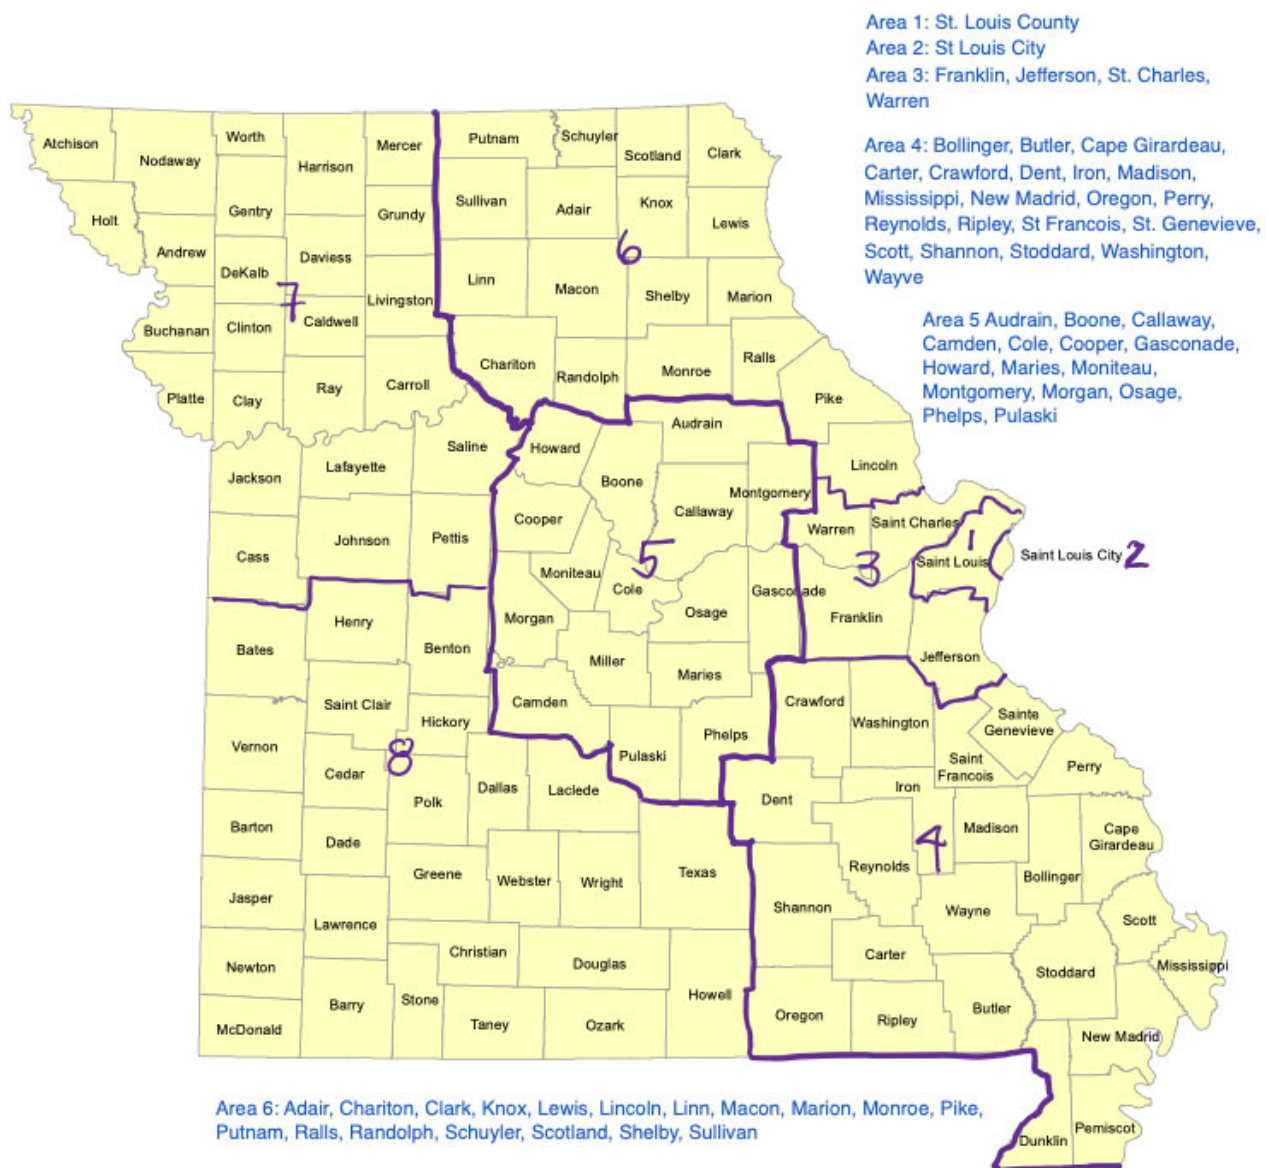 Area 1: St. Louis County
Area 2: St Louis City
Area 3: Franklin, Jefferson, St. Charles,
Warren
Area 4: Bollinger, Butler, Cape Girardeau,
Carter, Crawford, Dent, Iron, Madison,
Mississippi, New Madrid, Oregon, Perry,
Reynolds, Ripley, St Francois, St. Genevieve,
Scott, Shannon, Stoddard, Washington,
Wayve
Area 5 Audrain, Boone, Callaway,
Camden, Cole, Cooper, Gasconade,
Howard, Maries, Moniteau,
Montgomery, Morgan, Osage,
Phelps, Pulaski
Atchison
Nodaway
Worth
Harrison
Mercer
Putnam
Schuyler
Scotland
Clark
Holt
Gentry
Grundy
Sullivan
Adair
Knox
Lewis
Andrew
DeKalb
Daviess
6
Linn
Macon
Shelby
Marion
7
Livingston
Buchanan
Clinton
Caldwell
Chariton
Randolph
Monroe
Ralls
Platte
Clay
Ray
Carroll
Pike
Audrain
Saline
Howard
Jackson
Lafayette
Boone
Lincoln
Montgomery
Callaway
Cooper
Warren
Saint Charles
Cass
Johnson
Pettis
1
5
3
Saint Louis
Saint Louis City
2
Moniteau
Cole
Gasconade
Osage
Franklin
Henry
Morgan
Bates
Benton
Miller
Maries
Jefferson
Saint Clair
Camden
Crawford
Hickory
Washington
Sainte
Genevieve
Vernon
8
Phelps
Pulaski
Saint
Francois
Perry
Cedar
Polk
Dallas
Laclede
Dent
Iron
Barton
Dade
Madison
Cape
Girardeau
4
Greene
Webster
Wright
Texas
Reynolds
Bollinger
Jasper
Lawrence
Shannon
Wayne
Scott
Newton
Christian
Douglas
Carter
Stoddard
Mississippi
McDonald
Barry
Stone
Taney
Ozark
Howell
Oregon
Ripley
Butler
New Madrid
Dunklin
Pemiscot
Area 6: Adair, Chariton, Clark, Knox, Lewis, Lincoln, Linn, Macon, Marion, Monroe, Pike,
Putnam, Ralls, Randolph, Schuyler, Scotland, Shelby, Sullivan